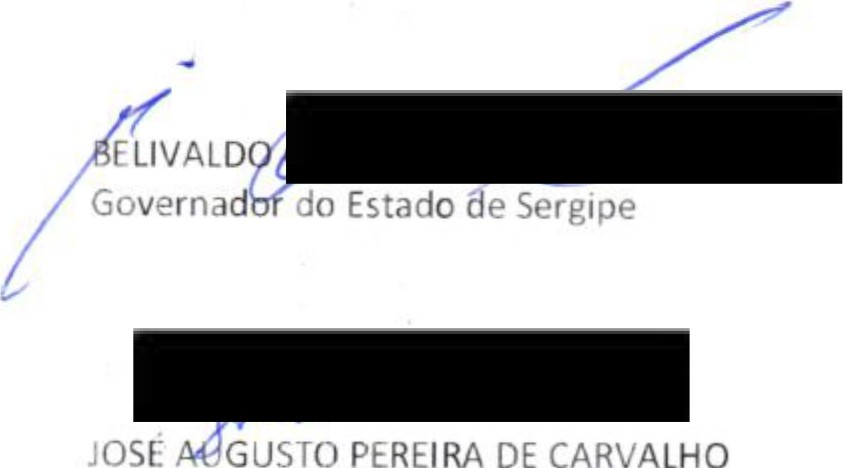 BELIVALDO
Governador do Estado de Sergipe
JOSÉ AUGUSTO PEREIRA DE CARVALHO